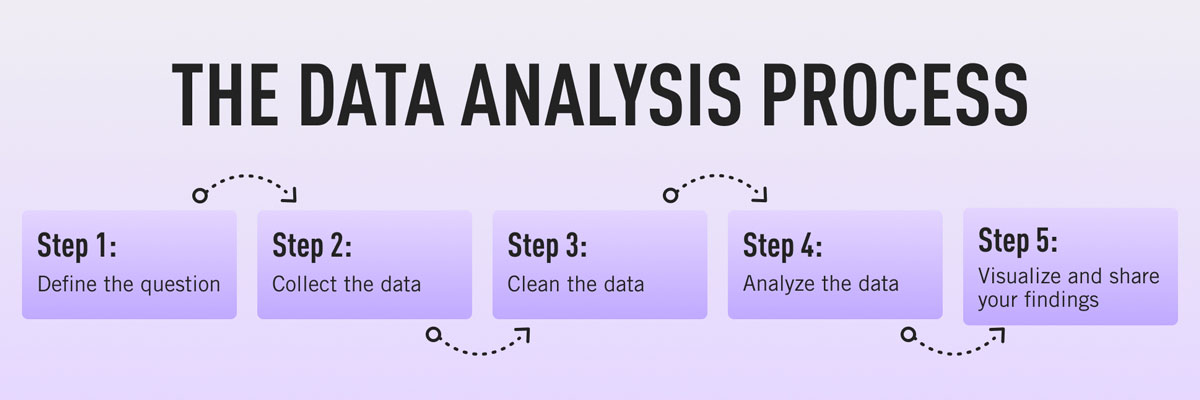 THE DATA ANALYSIS PROCESS
Step 1:
Define the question
Step 2:
Collect the data
Step 3:
Clean the data
Step 4:
Analyze the data
Step 5:
Visualize and share
your findings